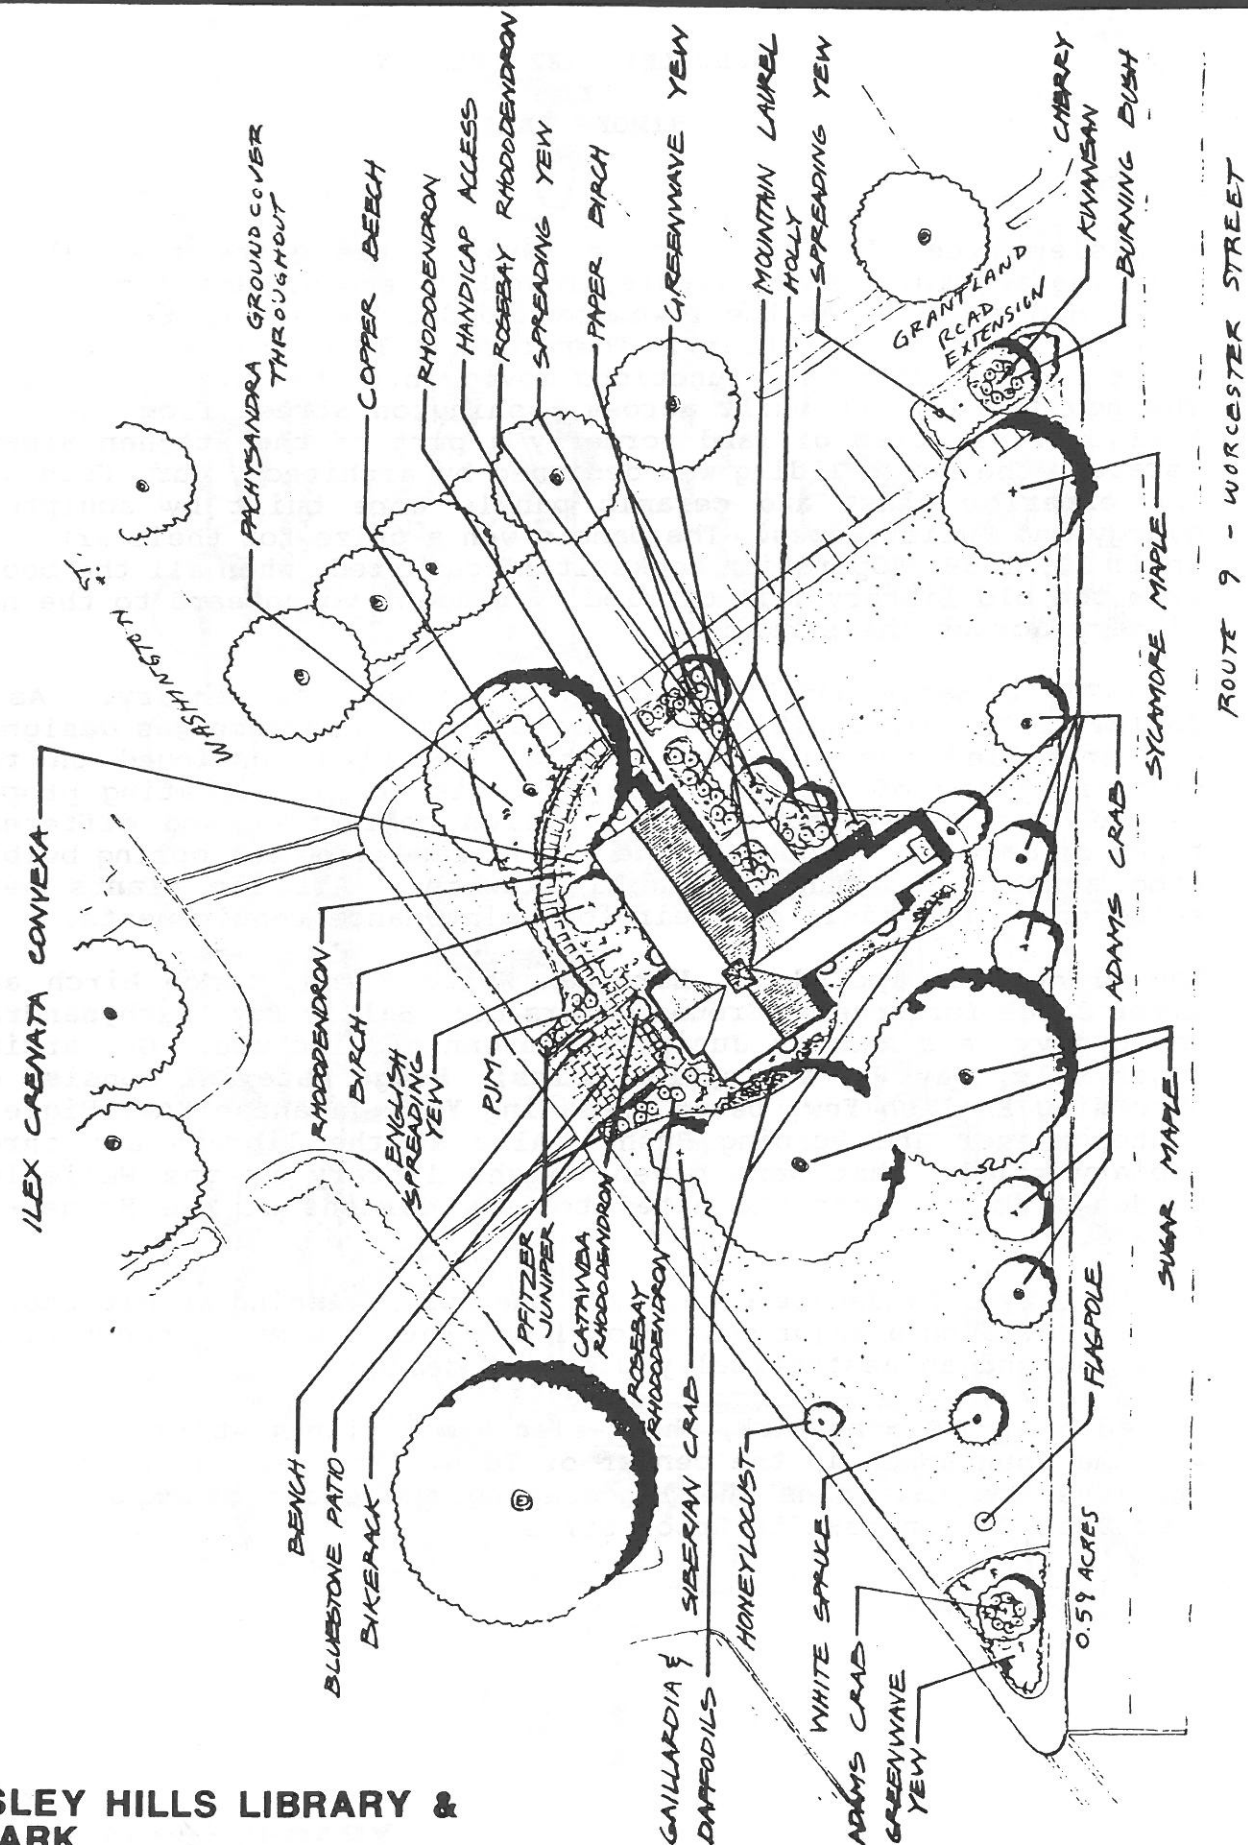 ILEX CRENATA CONVEXA
WASHINGTON ST.
PACHYSANDRA GROUND COVER
THROUGHOUT
COPPER BEECH
RHODODENDRON
HANDICAP ACCESS
ROSEBAY RHODODENDRON
SPREADING YEW
PAPER BIRCH
GREENWAVE YEW
MOUNTAIN LAUREL
HOLLY
SPREADING YEW
GRANTLAND
ROAD
EXTENSION
KWANSAN CHERRY
BURNING BUSH
RHODODENDRON
BIRCH
ENGLISH
SPREADING
YEW
PJM
PFITZER
JUNIPER
CATAWBA
RHODODENDRON
ROSEBAY
RHODODENDRON
SIBERIAN CRAB
BENCH
BLUESTONE PATIO
BIKERACK
GAILLARDIA &
DAFFODILS
HONEYLOCUST
WHITE SPRUCE
ADAMS CRAB
GREENWAVE
YEW
0.59 ACRES
FLAGPOLE
SUGAR MAPLE
ADAMS CRAB
SYCAMORE MAPLE
ROUTE 9 - WORCESTER STREET
SLEY HILLS LIBRARY &
ARK